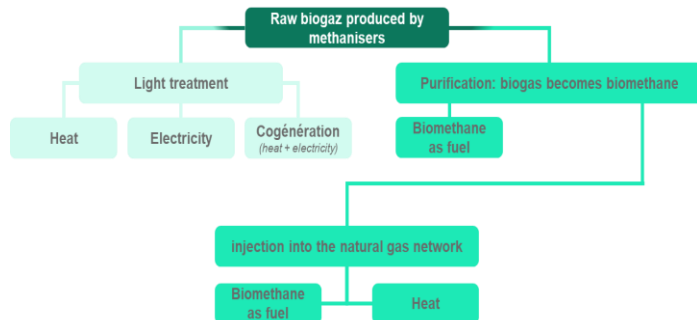 Raw biogaz produced by
methanisers
Light treatment
Purification: biogas becomes biomethane
Heat
Electricity
Cogénération
(heat + electricity)
Biomethane
as fuel
injection into the natural gas network
Biomethane
as fuel
Heat